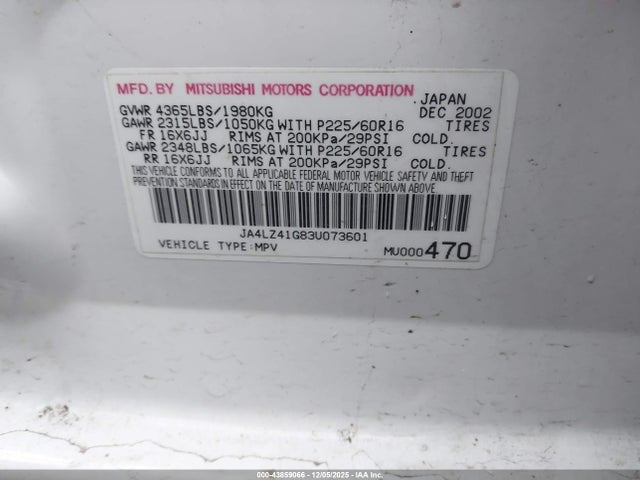 MFD. BY MITSUBISHI MOTORS CORPORATION JAPAN
GVWR 4365LBS/1980KG DEC 2002
GAWR 2315LBS/1050KG WITH P225/60R16 TIRES
FR 16X6JJ RIMS AT 200KPa/29PSI COLD.
GAWR 2348LBS/1065KG WITH P225/60R16 TIRES
RR 16X6JJ RIMS AT 200KPa/29PSI COLD.
THIS VEHICLE CONFORMS TO ALL APPLICABLE FEDERAL MOTOR VEHICLE SAFETY AND THEFT
PREVENTION STANDARDS IN EFFECT ON THE DATE OF MANUFACTURE SHOWN ABOVE.
JA4LZ41G83U073601
VEHICLE TYPE:MPV MU000470
000-43859066 - 12/05/2025 - IAAI.COM